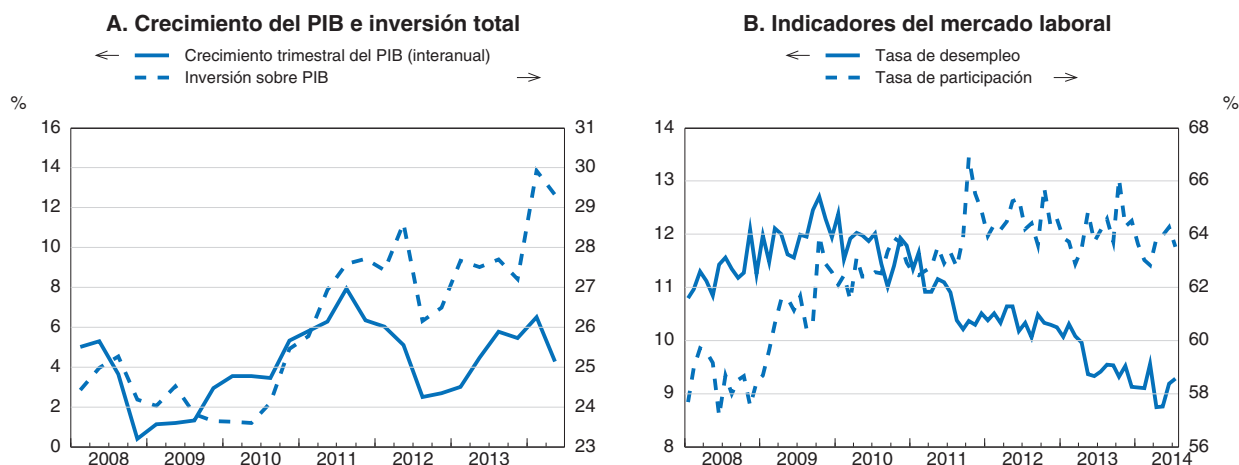 A. Crecimiento del PIB e inversión total
← Crecimiento trimestral del PIB (interanual)
Inversión sobre PIB →
%
16 31
14 30
12 29
10 28
8 27
6 26
4 25
2 24
0 23
2008 2009 2010 2011 2012 2013
B. Indicadores del mercado laboral
← Tasa de desempleo
Tasa de participación →
%
14 68
13 66
12 64
11 62
10 60
9 58
8 56
2008 2009 2010 2011 2012 2013 2014